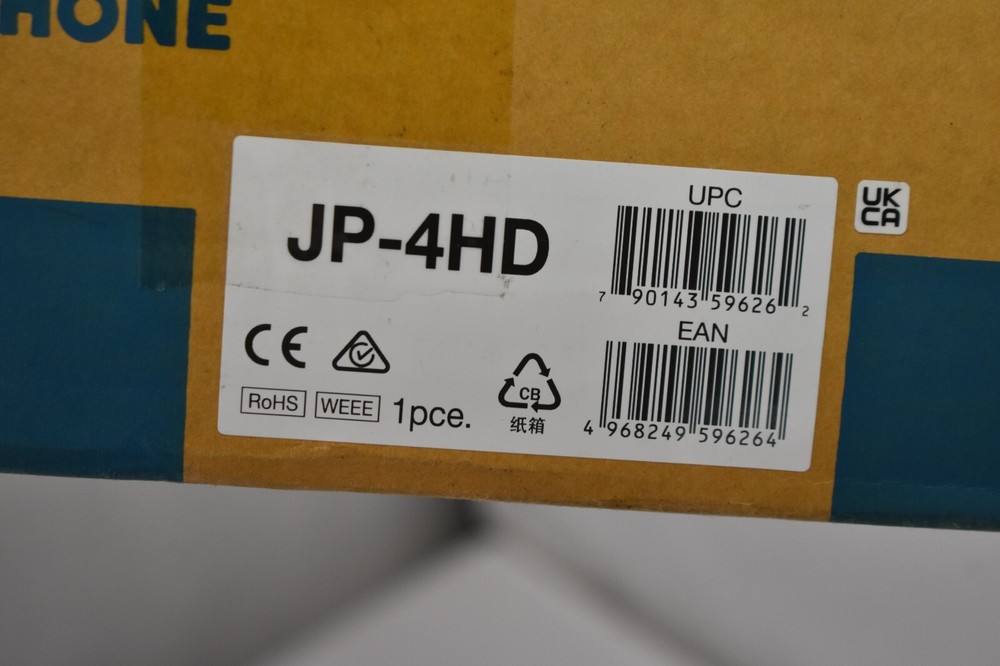 HONE
JP-4HD
UPC
7 90143 59626 2
UK
CA
EAN
4 968249 596264
CE
RoHS WEEE 1pce.
CB
纸箱